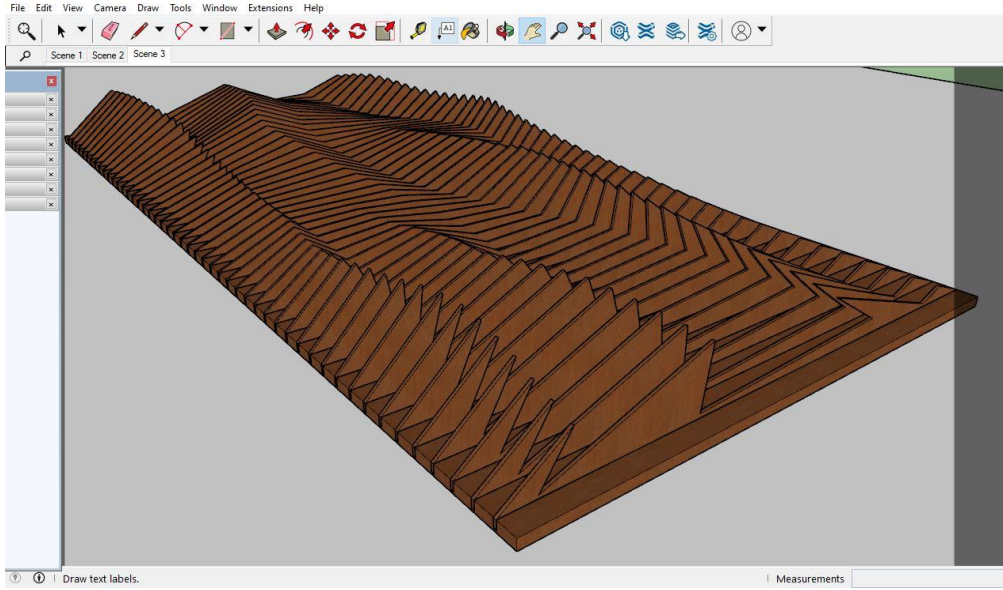 File Edit View Camera Draw Tools Window Extensions Help
A1
Scene 1 Scene 2 Scene 3
Draw text labels.
Measurements